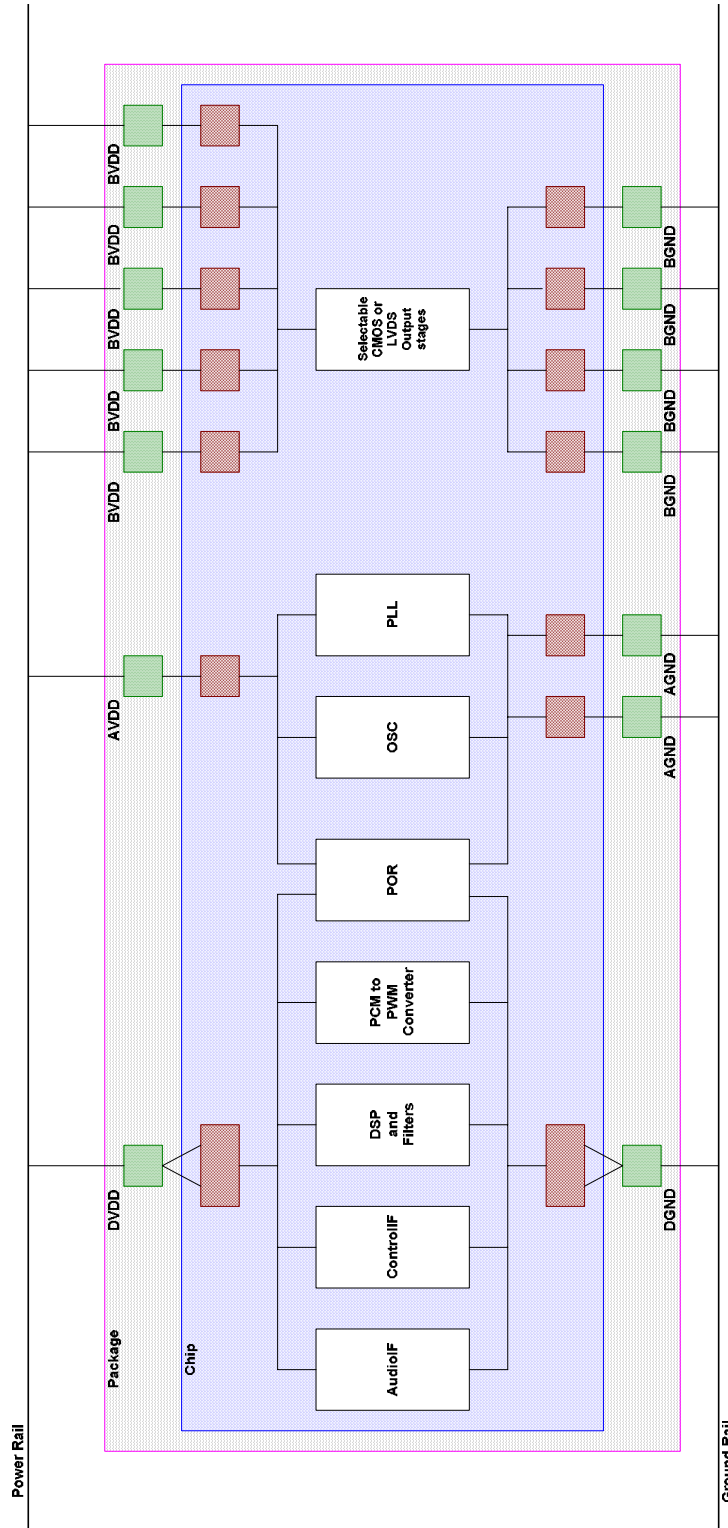 Power Rail
Package
DVDD
AVDD
BVDD
BVDD
BVDD
BVDD
BVDD
Chip
AudioIF
ControlIF
DSP
and
Filters
PCM to
PWM
Converter
POR
OSC
PLL
Selectable
CMOS or
LVDS
Output
stages
DGND
AGND
AGND
BGND
BGND
BGND
BGND
Ground Rail